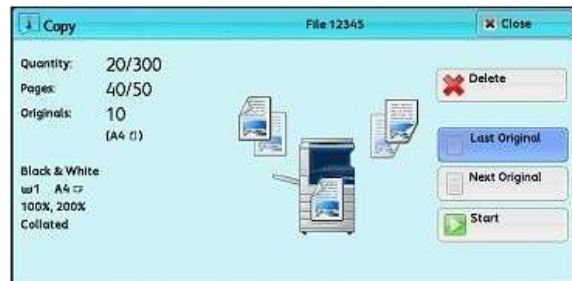 Copy File 12345 Close
Quantity: 20/300
Pages: 40/50
Originals: 10
(A4)
Delete
Last Original
Next Original
Start
Black & White
1 A4
100%, 200%
Collated